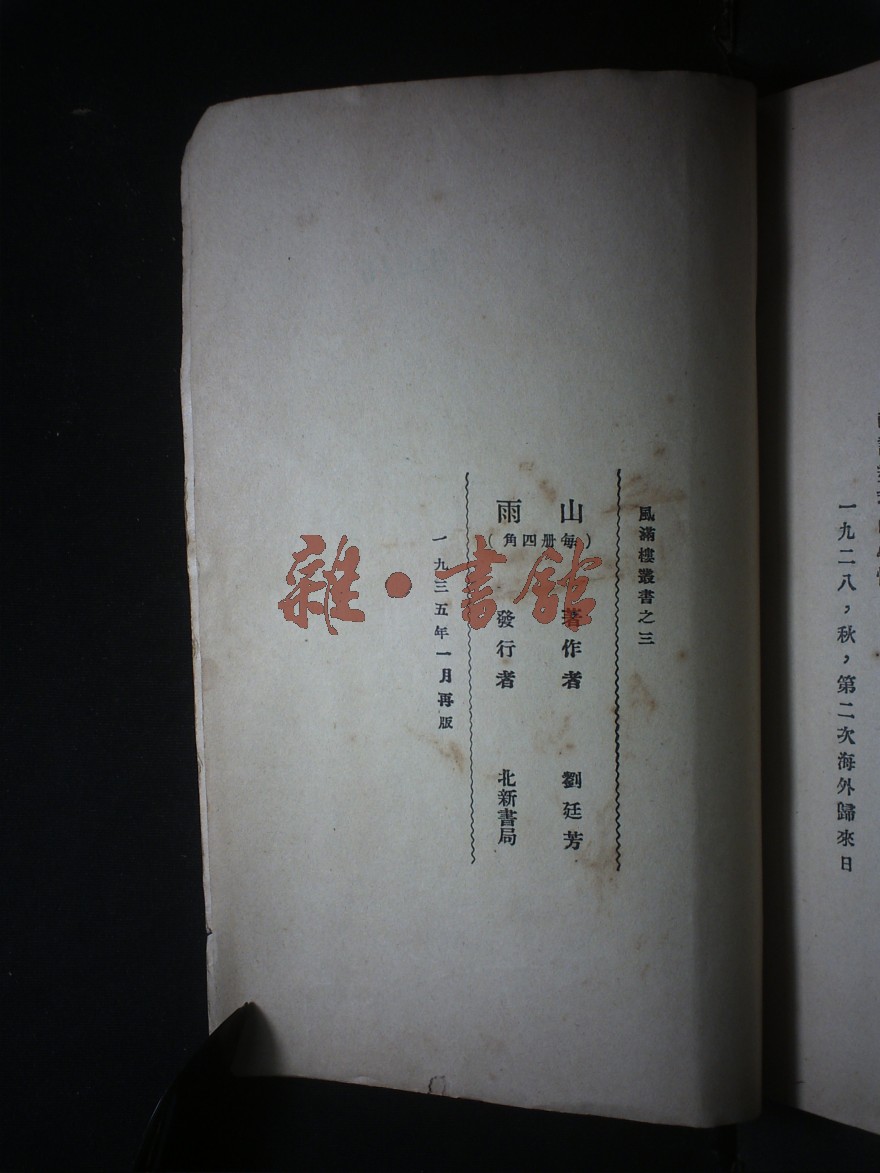 一九二八，秋，第二次海外歸來日
風滿樓叢書之三
山雨
（每册四角）
著作者 劉廷芳
發行者 北新書局
一九三五年一月再版
雜·書館